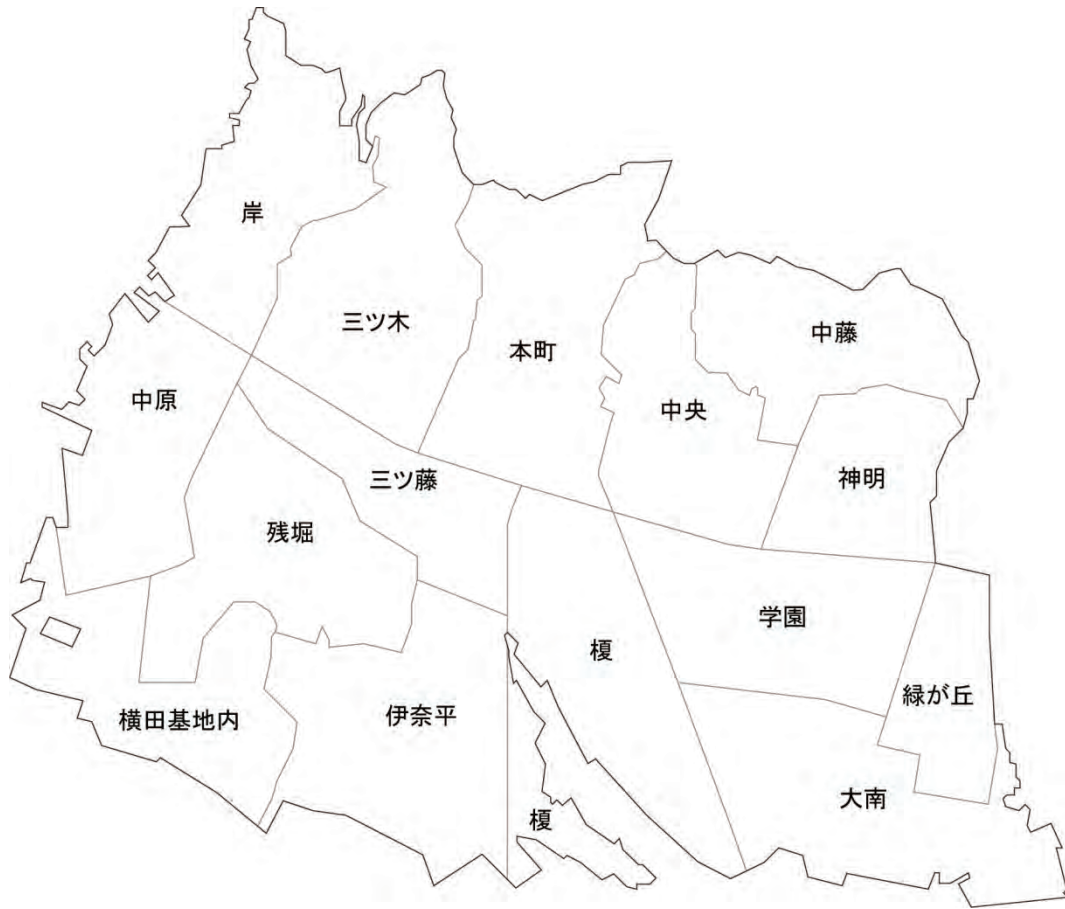 岸
三ツ木
本町
中藤
中原
中央
三ツ藤
神明
残堀
学園
榎
緑が丘
横田基地内
伊奈平
大南
榎